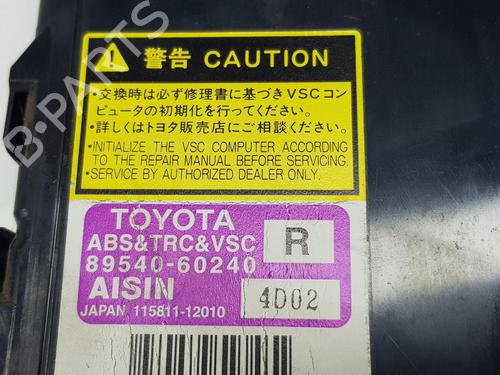 警告 CAUTION
・交換時は必ず修理書に基づきVSCコン
ピュータの初期化を行ってください。
・詳しくはトヨタ販売店にご相談ください。
・INITIALIZE THE VSC COMPUTER ACCORDING
TO THE REPAIR MANUAL BEFORE SERVICING.
・SERVICE BY AUTHORIZED DEALER ONLY.
TOYOTA
ABS&TRC&VSC R
89540-60240
AISIN 4D02
JAPAN 115811-12010
B-PARTS